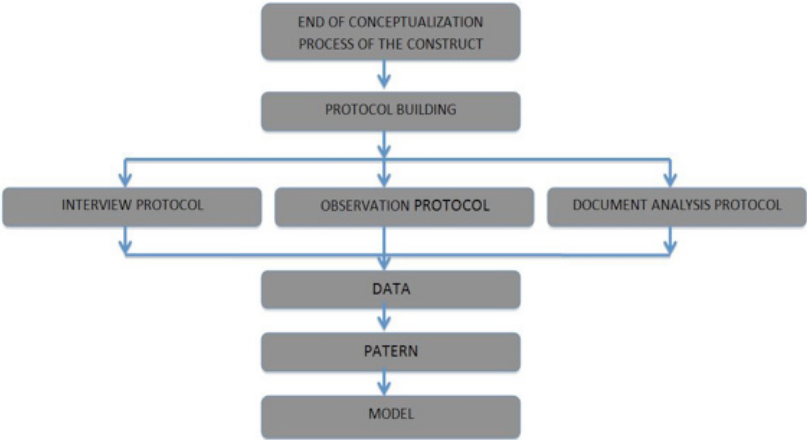 END OF CONCEPTUALIZATION
PROCESS OF THE CONSTRUCT
PROTOCOL BUILDING
INTERVIEW PROTOCOL
OBSERVATION PROTOCOL
DOCUMENT ANALYSIS PROTOCOL
DATA
PATERN
MODEL